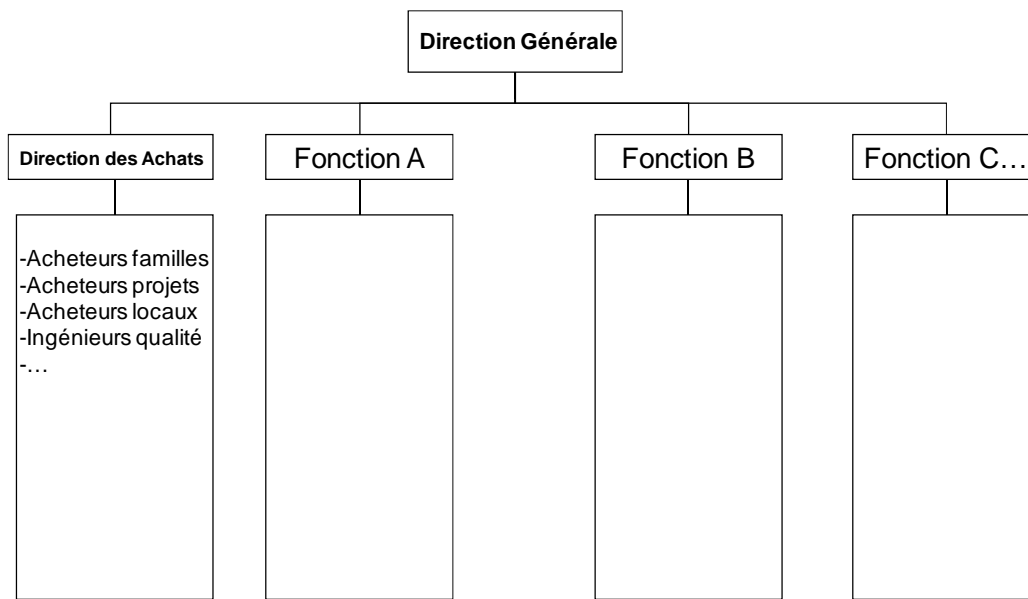 Direction Générale
Direction des Achats
Fonction A
Fonction B
Fonction C…
-Acheteurs familles
-Acheteurs projets
-Acheteurs locaux
-Ingénieurs qualité
-…